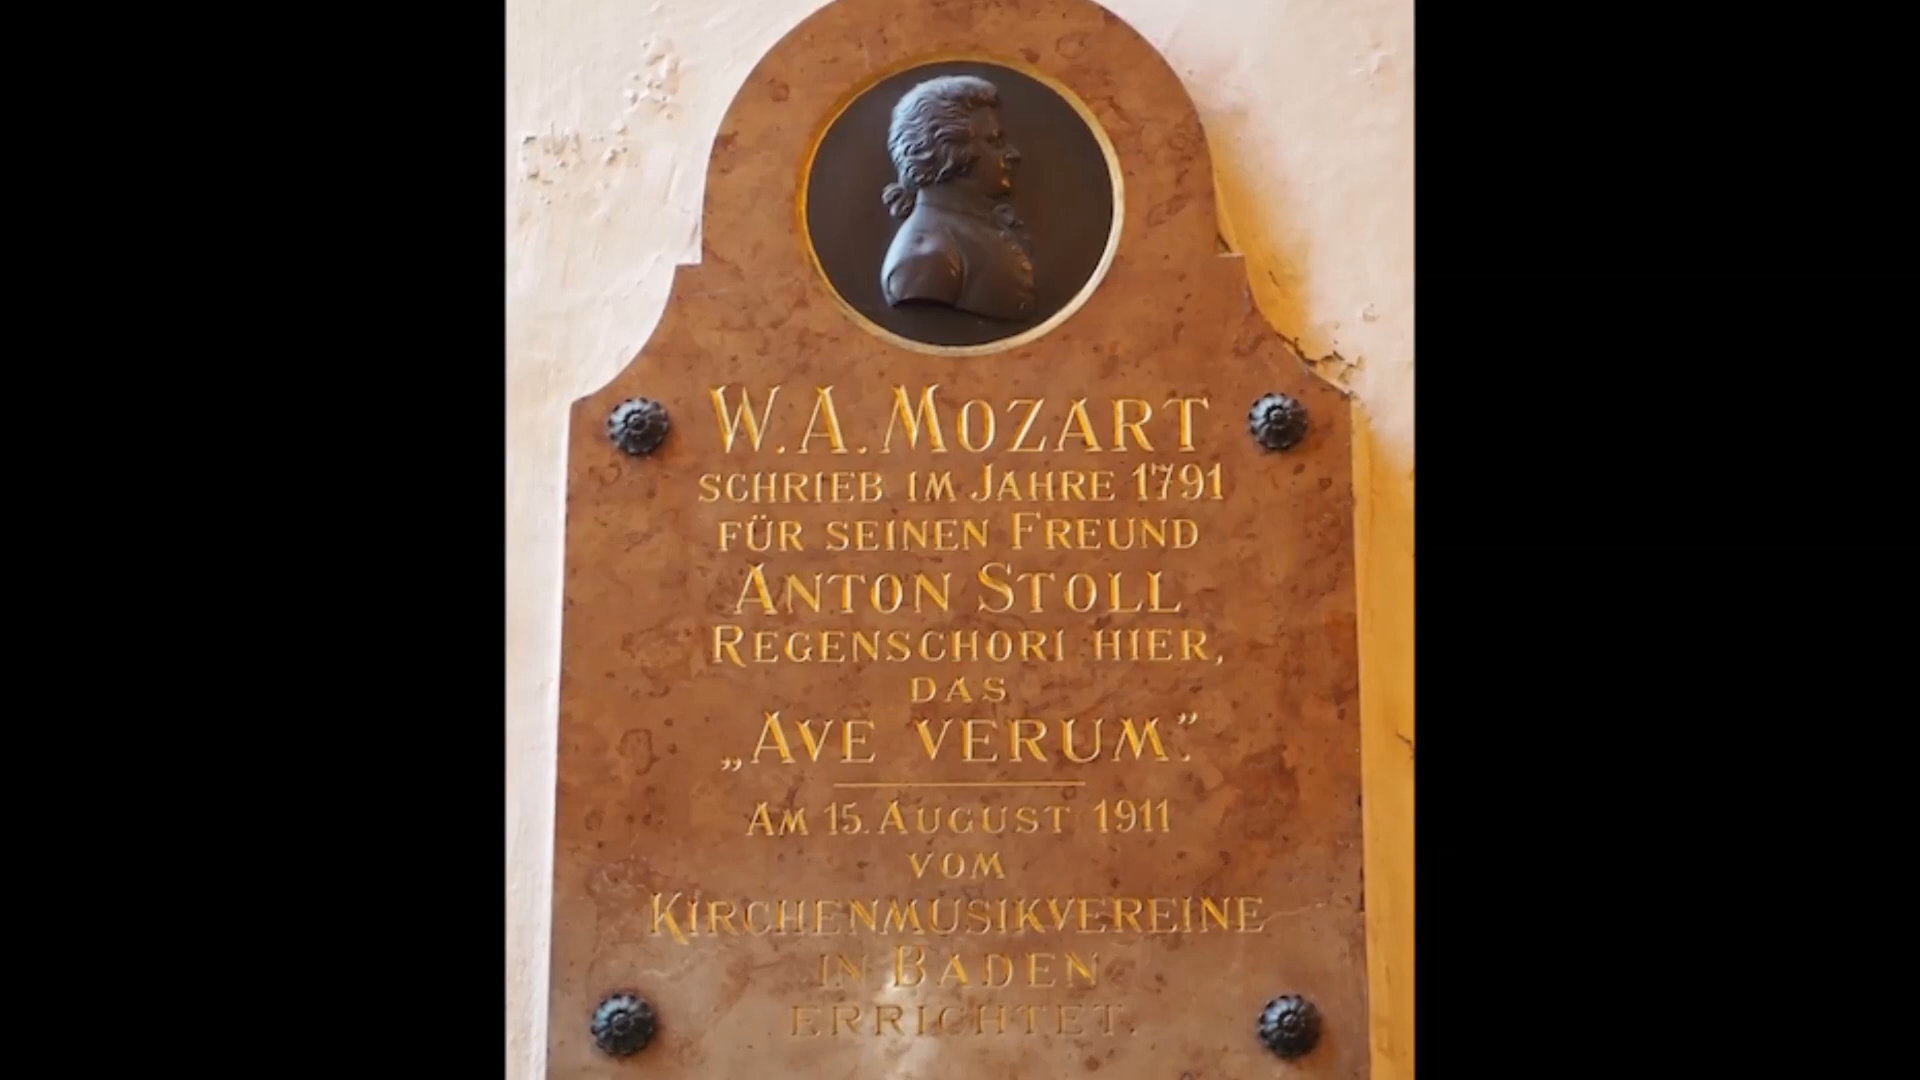 W. A. MOZART
SCHRIEB IM JAHRE 1791
FÜR SEINEN FREUND
ANTON STOLL
REGENSCHORI HIER,
DAS
„AVE VERUM.”
AM 15. AUGUST 1911
VOM
KIRCHENMUSIKVEREINE
IN BADEN
ERRICHTET.